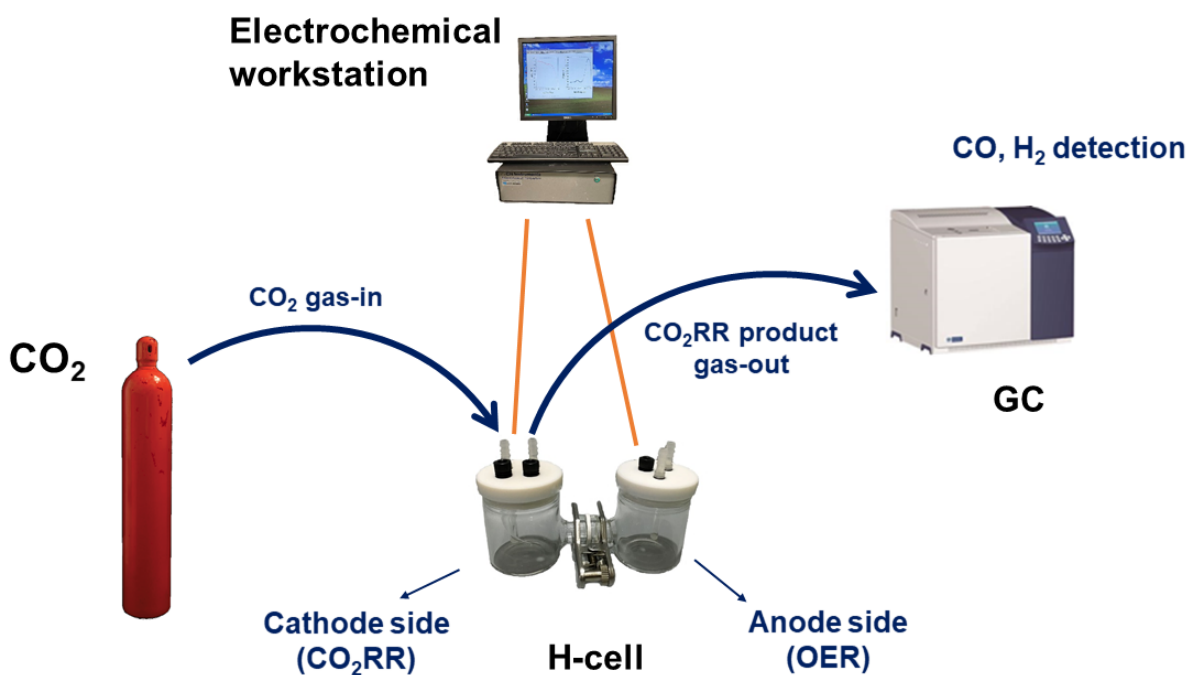 Electrochemical
workstation
CO, H₂ detection
CO₂ gas-in
CO₂RR product
gas-out
CO₂
GC
Cathode side
(CO₂RR)
H-cell
Anode side
(OER)